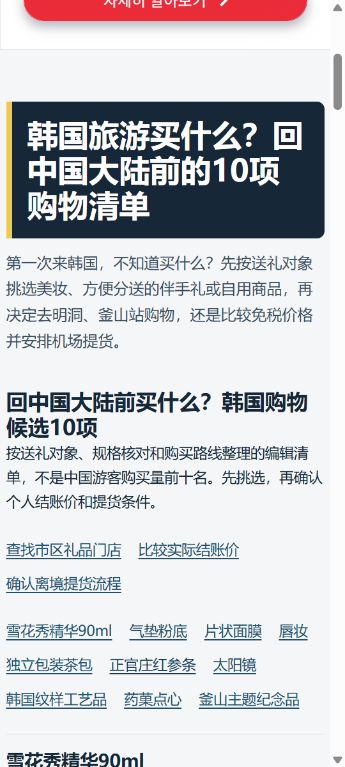 자세히 알아보기
韩国旅游买什么？回
中国大陆前的10项
购物清单
第一次来韩国，不知道买什么？先按送礼对象
挑选美妆、方便分送的伴手礼或自用商品，再
决定去明洞、釜山站购物，还是比较免税价格
并安排机场提货。
回中国大陆前买什么？韩国购物
候选10项
按送礼对象、规格核对和购买路线整理的编辑清
单，不是中国游客购买量前十名。先挑选，再确认
个人结账价和提货条件。
查找市区礼品门店 比较实际结账价
确认离境提货流程
雪花秀精华90ml 气垫粉底 片状面膜 唇妆
独立包装茶包 正官庄红参条 太阳镜
韩国纹样工艺品 药菓点心 釜山主题纪念品
雪花秀精华90ml